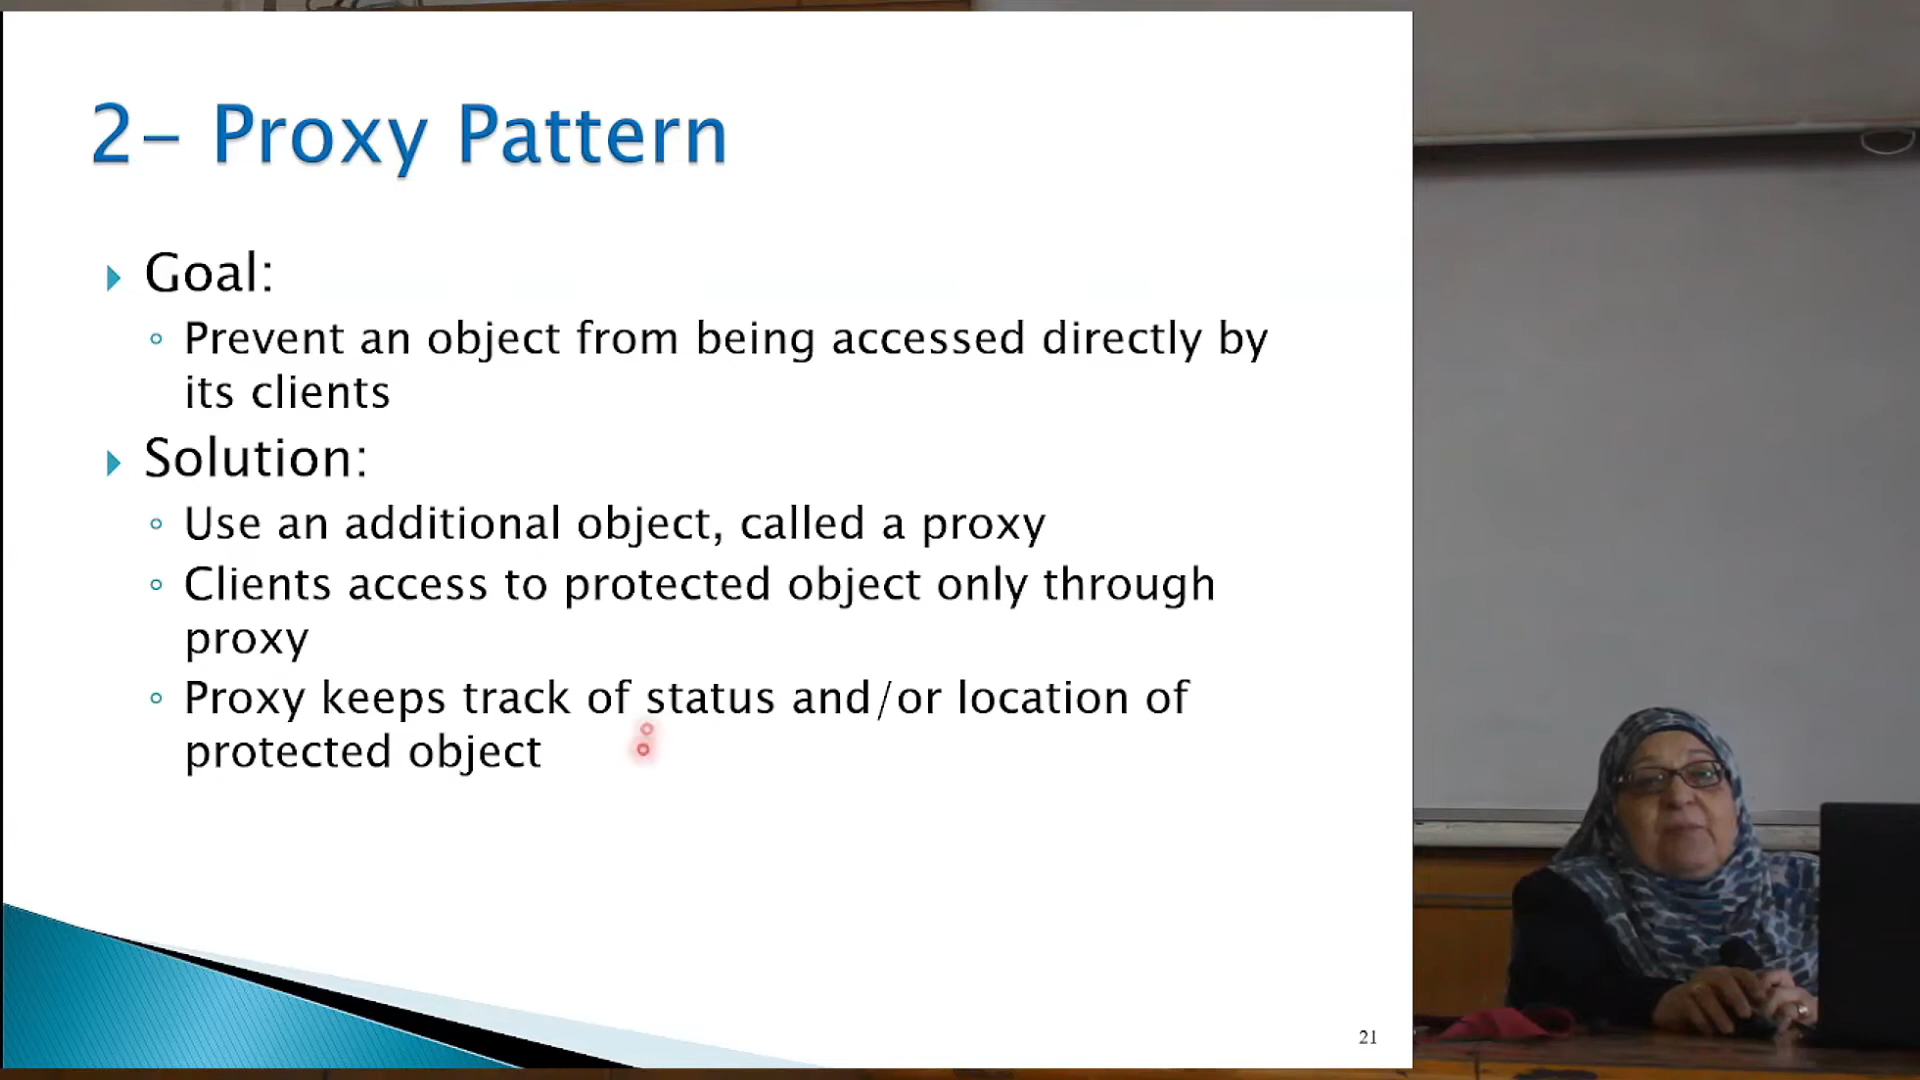 2- Proxy Pattern
Goal:
Prevent an object from being accessed directly by
its clients
Solution:
Use an additional object, called a proxy
Clients access to protected object only through
proxy
Proxy keeps track of status and/or location of
protected object
21